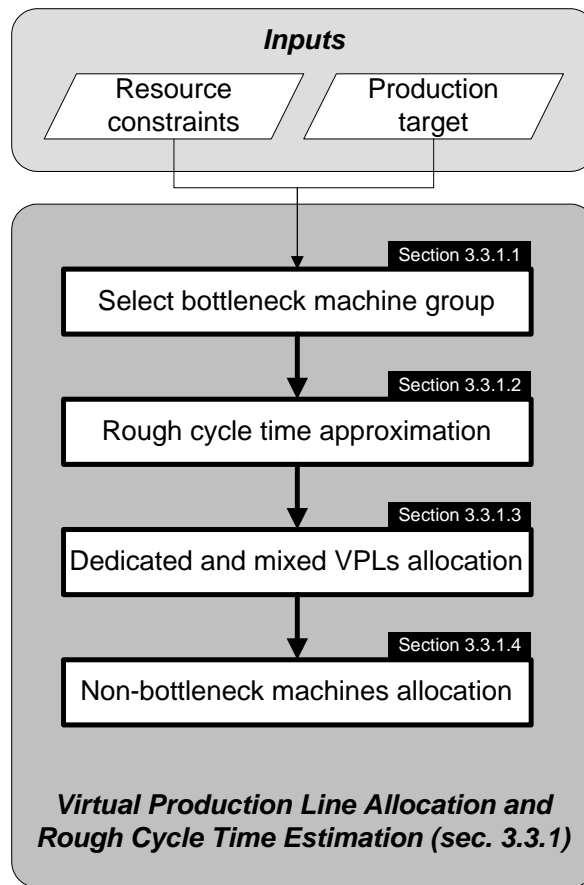 Inputs
Resource
constraints
Production
target
Section 3.3.1.1
Select bottleneck machine group
Section 3.3.1.2
Rough cycle time approximation
Section 3.3.1.3
Dedicated and mixed VPLs allocation
Section 3.3.1.4
Non-bottleneck machines allocation
Virtual Production Line Allocation and
Rough Cycle Time Estimation (sec. 3.3.1)